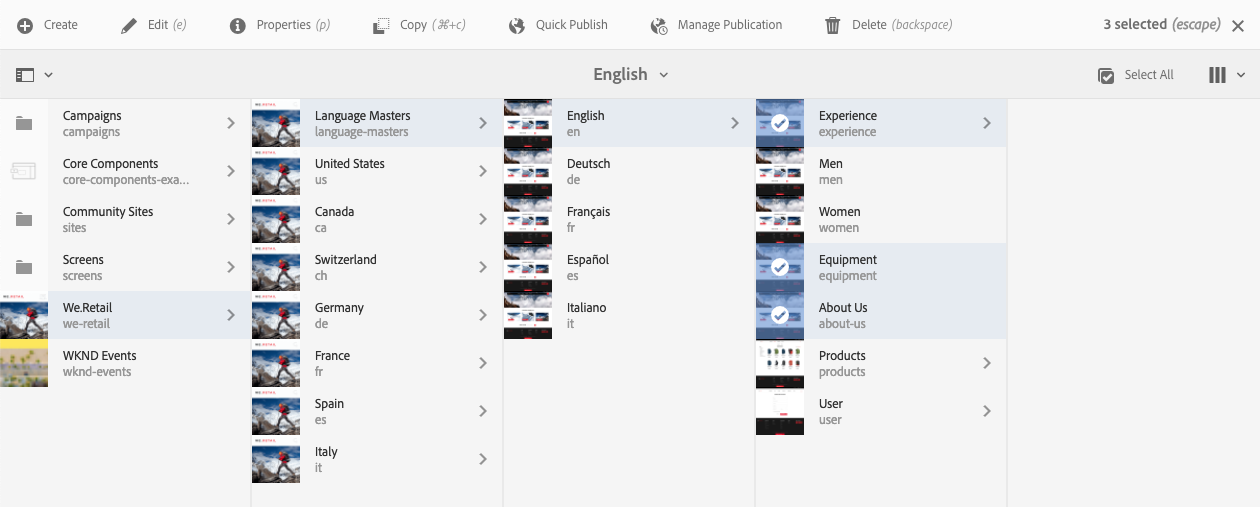 Create
Edit (e)
Properties (p)
Copy (⌘+c)
Quick Publish
Manage Publication
Delete (backspace)
3 selected (escape)
English
Select All
Campaigns
campaigns
Core Components
core-components-exa...
Community Sites
sites
Screens
screens
We.Retail
we-retail
WKND Events
wknd-events
Language Masters
language-masters
United States
us
Canada
ca
Switzerland
ch
Germany
de
France
fr
Spain
es
Italy
it
English
en
Deutsch
de
Français
fr
Español
es
Italiano
it
Experience
experience
Men
men
Women
women
Equipment
equipment
About Us
about-us
Products
products
User
user